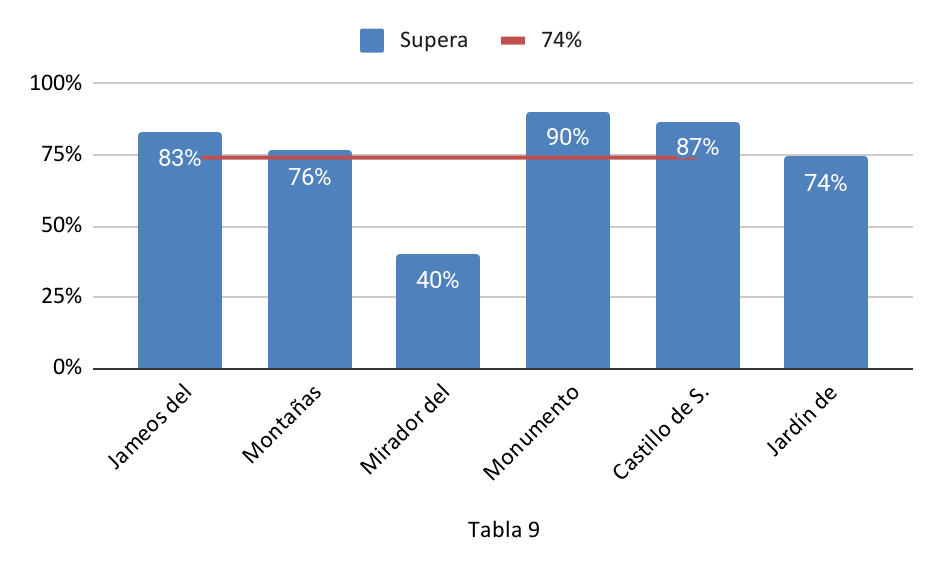 Supera 74%
100%
75%
50%
25%
0%
83%
76%
40%
90%
87%
74%
Jameos del
Montañas
Mirador del
Monumento
Castillo de S.
Jardín de
Tabla 9